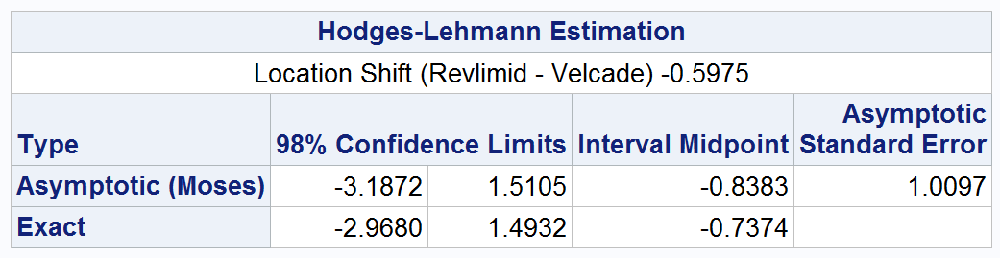 Hodges-Lehmann Estimation
Location Shift (Revlimid - Velcade) -0.5975
Asymptotic
Type 98% Confidence Limits Interval Midpoint Standard Error
Asymptotic (Moses) -3.1872 1.5105 -0.8383 1.0097
Exact -2.9680 1.4932 -0.7374